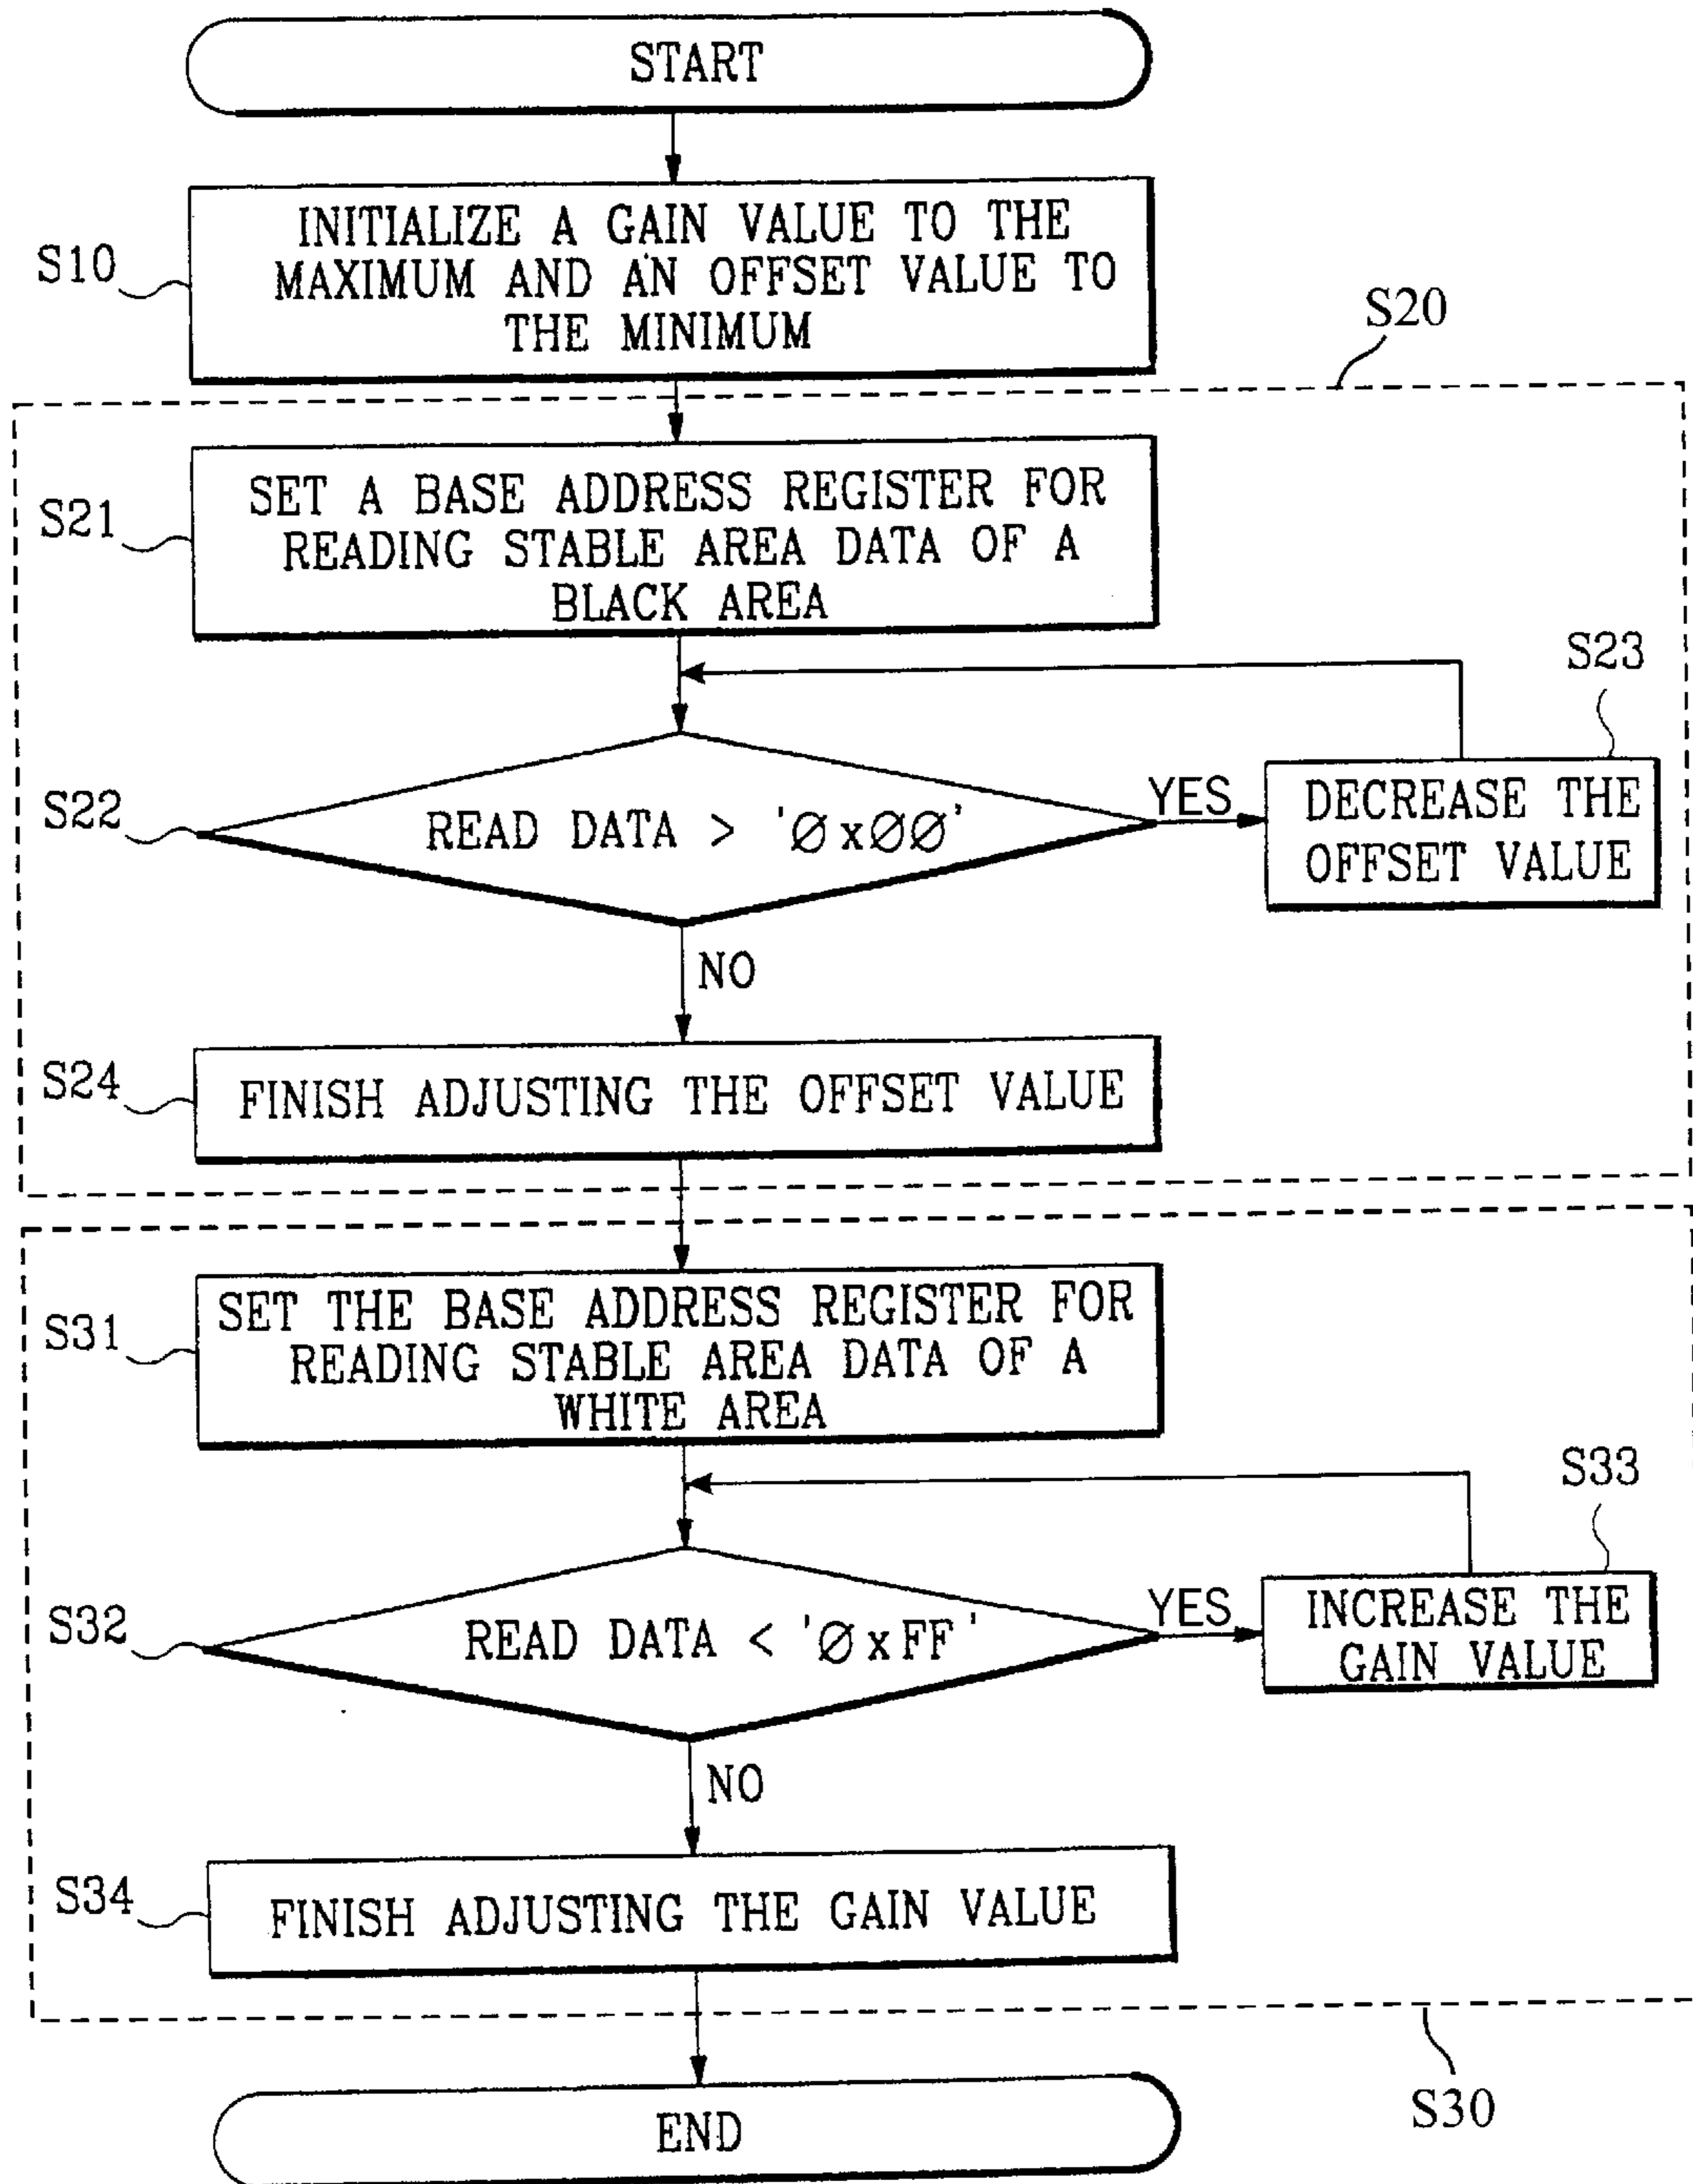 START
S10
INITIALIZE A GAIN VALUE TO THE
MAXIMUM AND AN OFFSET VALUE TO
THE MINIMUM
S20
S21
SET A BASE ADDRESS REGISTER FOR
READING STABLE AREA DATA OF A
BLACK AREA
S22
READ DATA > 'Øx00'
YES
S23
DECREASE THE
OFFSET VALUE
NO
S24
FINISH ADJUSTING THE OFFSET VALUE
S31
SET THE BASE ADDRESS REGISTER FOR
READING STABLE AREA DATA OF A
WHITE AREA
S32
READ DATA < 'ØxFF'
YES
S33
INCREASE THE
GAIN VALUE
NO
S34
FINISH ADJUSTING THE GAIN VALUE
S30
END